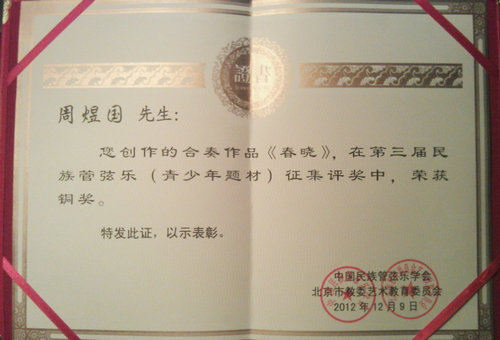 周煜国 先生：
您创作的合奏作品《春晓》，在第三届民
族管弦乐（青少年题材）征集评奖中，荣获
铜奖。
特发此证，以示表彰。
中国民族管弦乐学会
北京市教委艺术教育委员会
2012年12月9日